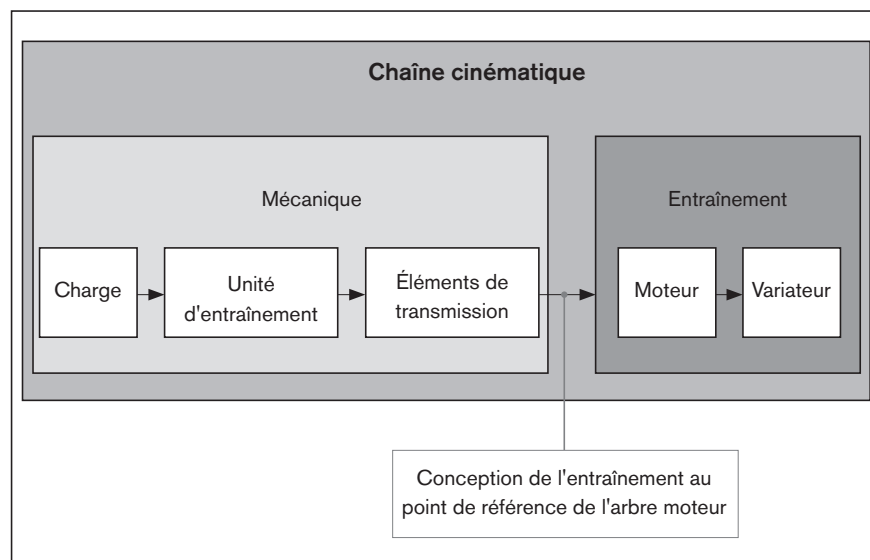 Chaîne cinématique
Mécanique
Entraînement
Charge
Unité
d'entraînement
Éléments de
transmission
Moteur
Variateur
Conception de l'entraînement au
point de référence de l'arbre moteur